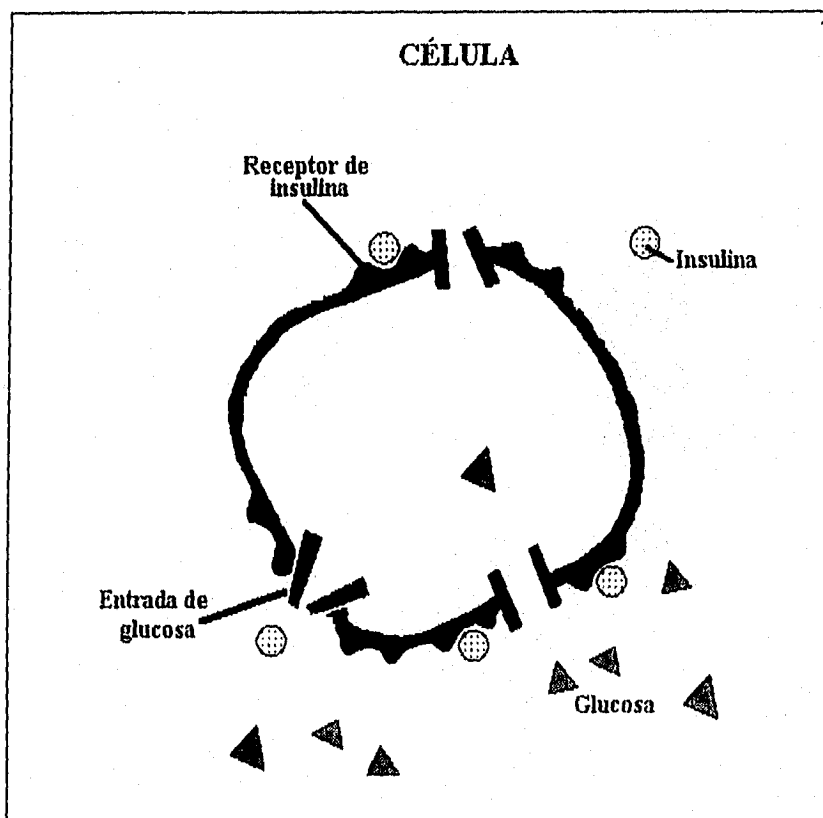 CÉLULA
Receptor de
insulina
Insulina
Entrada de
glucosa
Glucosa